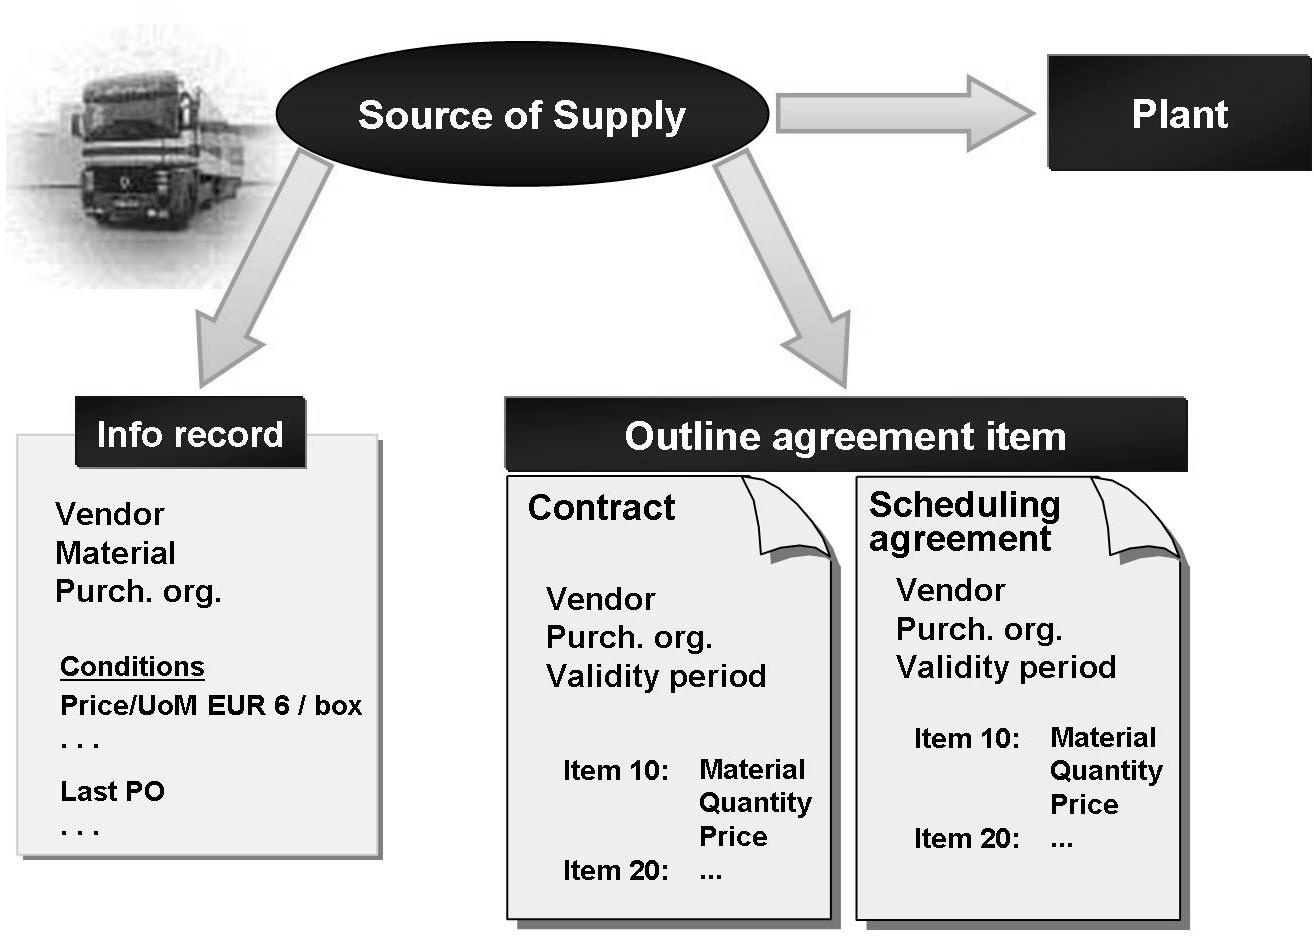 Source of Supply
Plant
Info record
Vendor
Material
Purch. org.
Conditions
Price/UoM EUR 6 / box
. . .
Last PO
. . .
Outline agreement item
Contract
Vendor
Purch. org.
Validity period
Item 10: Material
Quantity
Price
Item 20: ...
Scheduling
agreement
Vendor
Purch. org.
Validity period
Item 10: Material
Quantity
Price
Item 20: ...